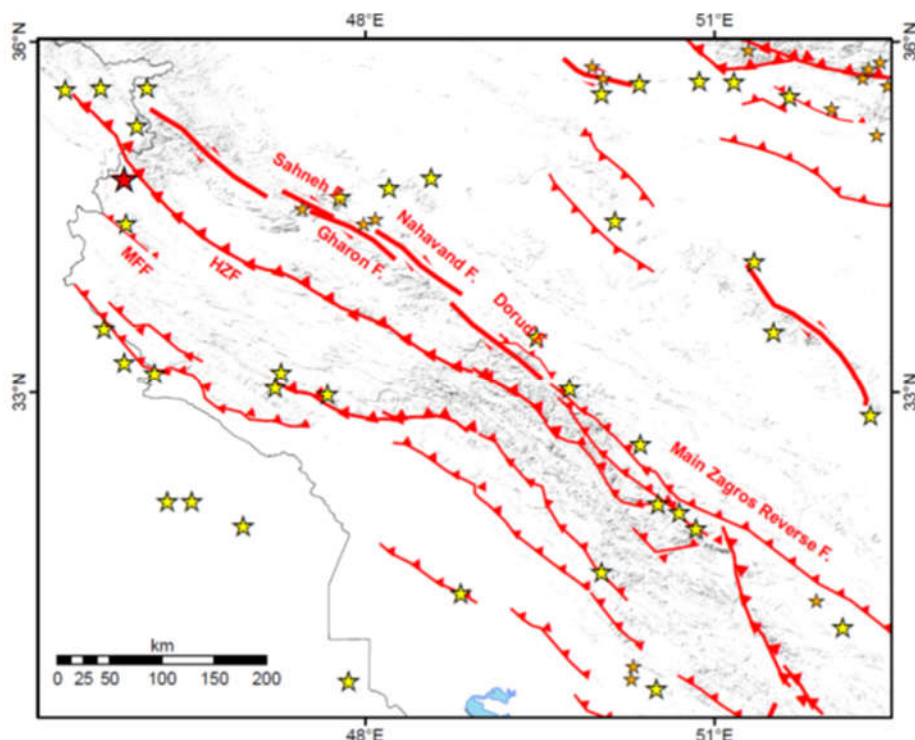 48°E 51°E
36°N 36°N
Sahneh F.
Nahavand F.
Gharon F.
MFF
HZF
Dorud
33°N 33°N
Main Zagros Reverse F.
km
0 25 50 100 150 200
48°E 51°E